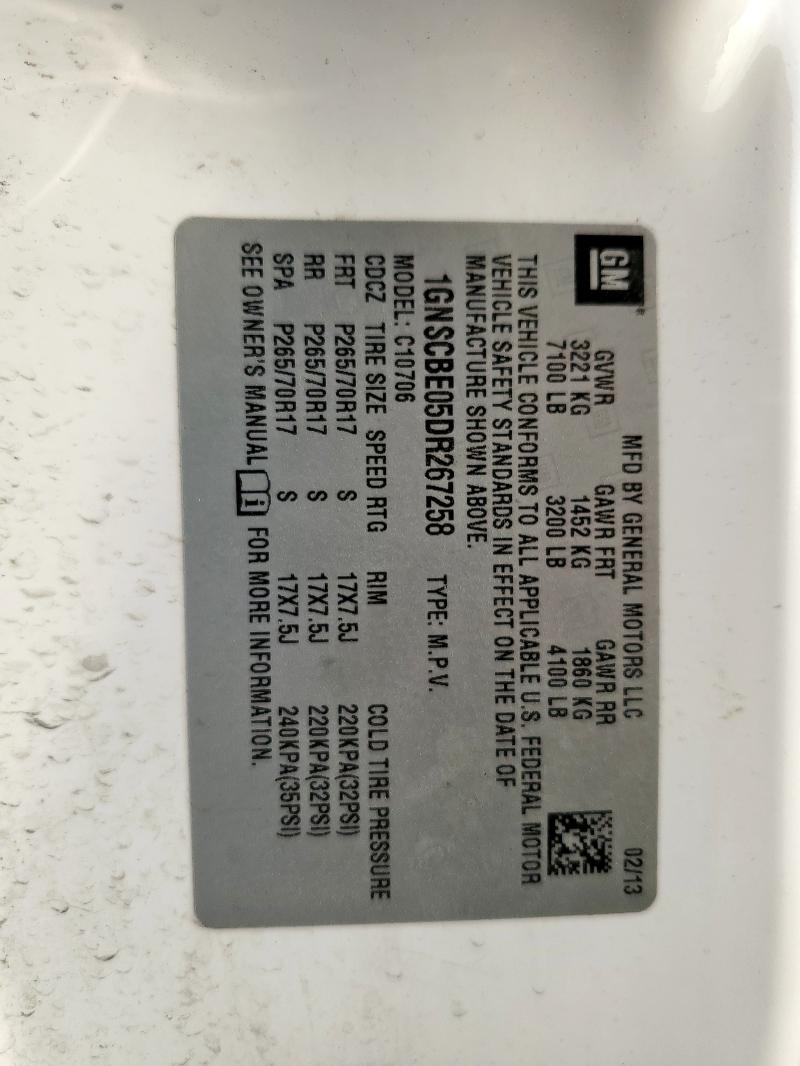 GM®
MFD BY GENERAL MOTORS LLC 02/13
GVWR GAWR FRT GAWR RR
3221 KG 1452 KG 1860 KG
7100 LB 3200 LB 4100 LB
THIS VEHICLE CONFORMS TO ALL APPLICABLE U.S. FEDERAL MOTOR
VEHICLE SAFETY STANDARDS IN EFFECT ON THE DATE OF
MANUFACTURE SHOWN ABOVE.
1GNSCBE05DR267258 TYPE: M.P.V.
MODEL: C10706
CDCZ TIRE SIZE SPEED RTG RIM COLD TIRE PRESSURE
FRT P265/70R17 S 17X7.5J 220KPA(32PSI)
RR P265/70R17 S 17X7.5J 220KPA(32PSI)
SPA P265/70R17 S 17X7.5J 240KPA(35PSI)
SEE OWNER'S MANUAL i FOR MORE INFORMATION.